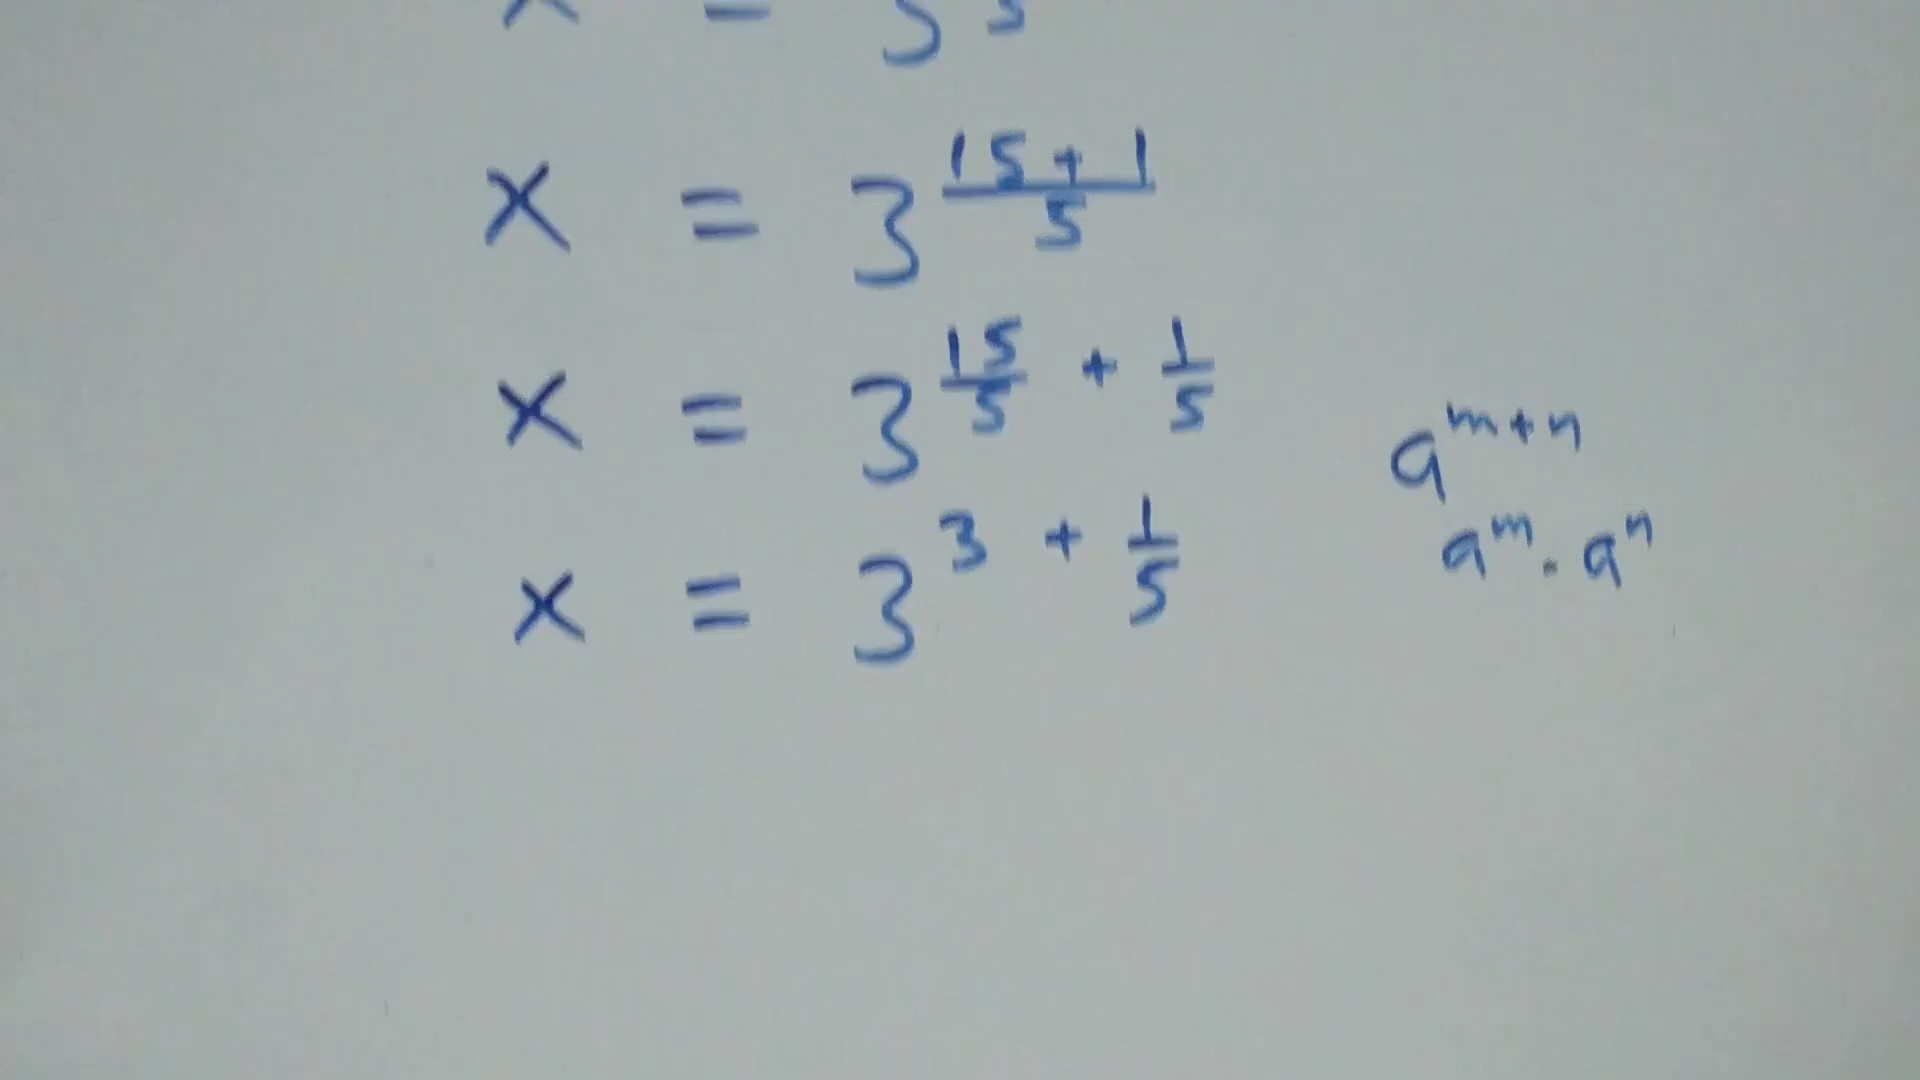 x = 3^((15+1)/5)
x = 3^(15/5 + 1/5)
a^(m+n)
x = 3^(3 + 1/5)
a^m . a^n